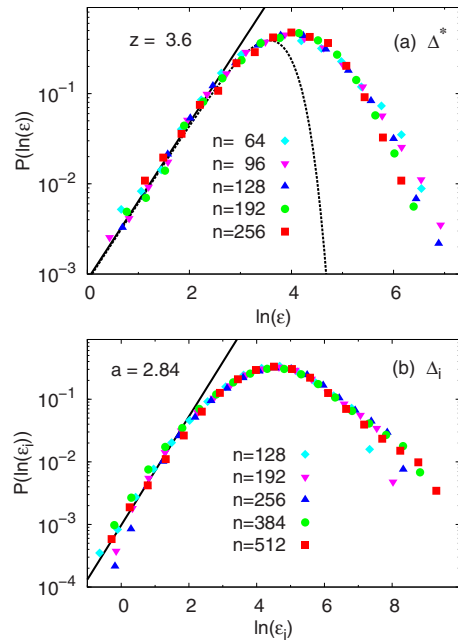 z = 3.6
(a) Δ*
P(ln(ε))
10⁻¹
10⁻²
10⁻³
n= 64
n= 96
n=128
n=192
n=256
0 2 4 6
ln(ε)
a = 2.84
(b) Δᵢ
P(ln(εᵢ))
10⁻¹
10⁻²
10⁻³
10⁻⁴
n=128
n=192
n=256
n=384
n=512
0 2 4 6 8
ln(εᵢ)